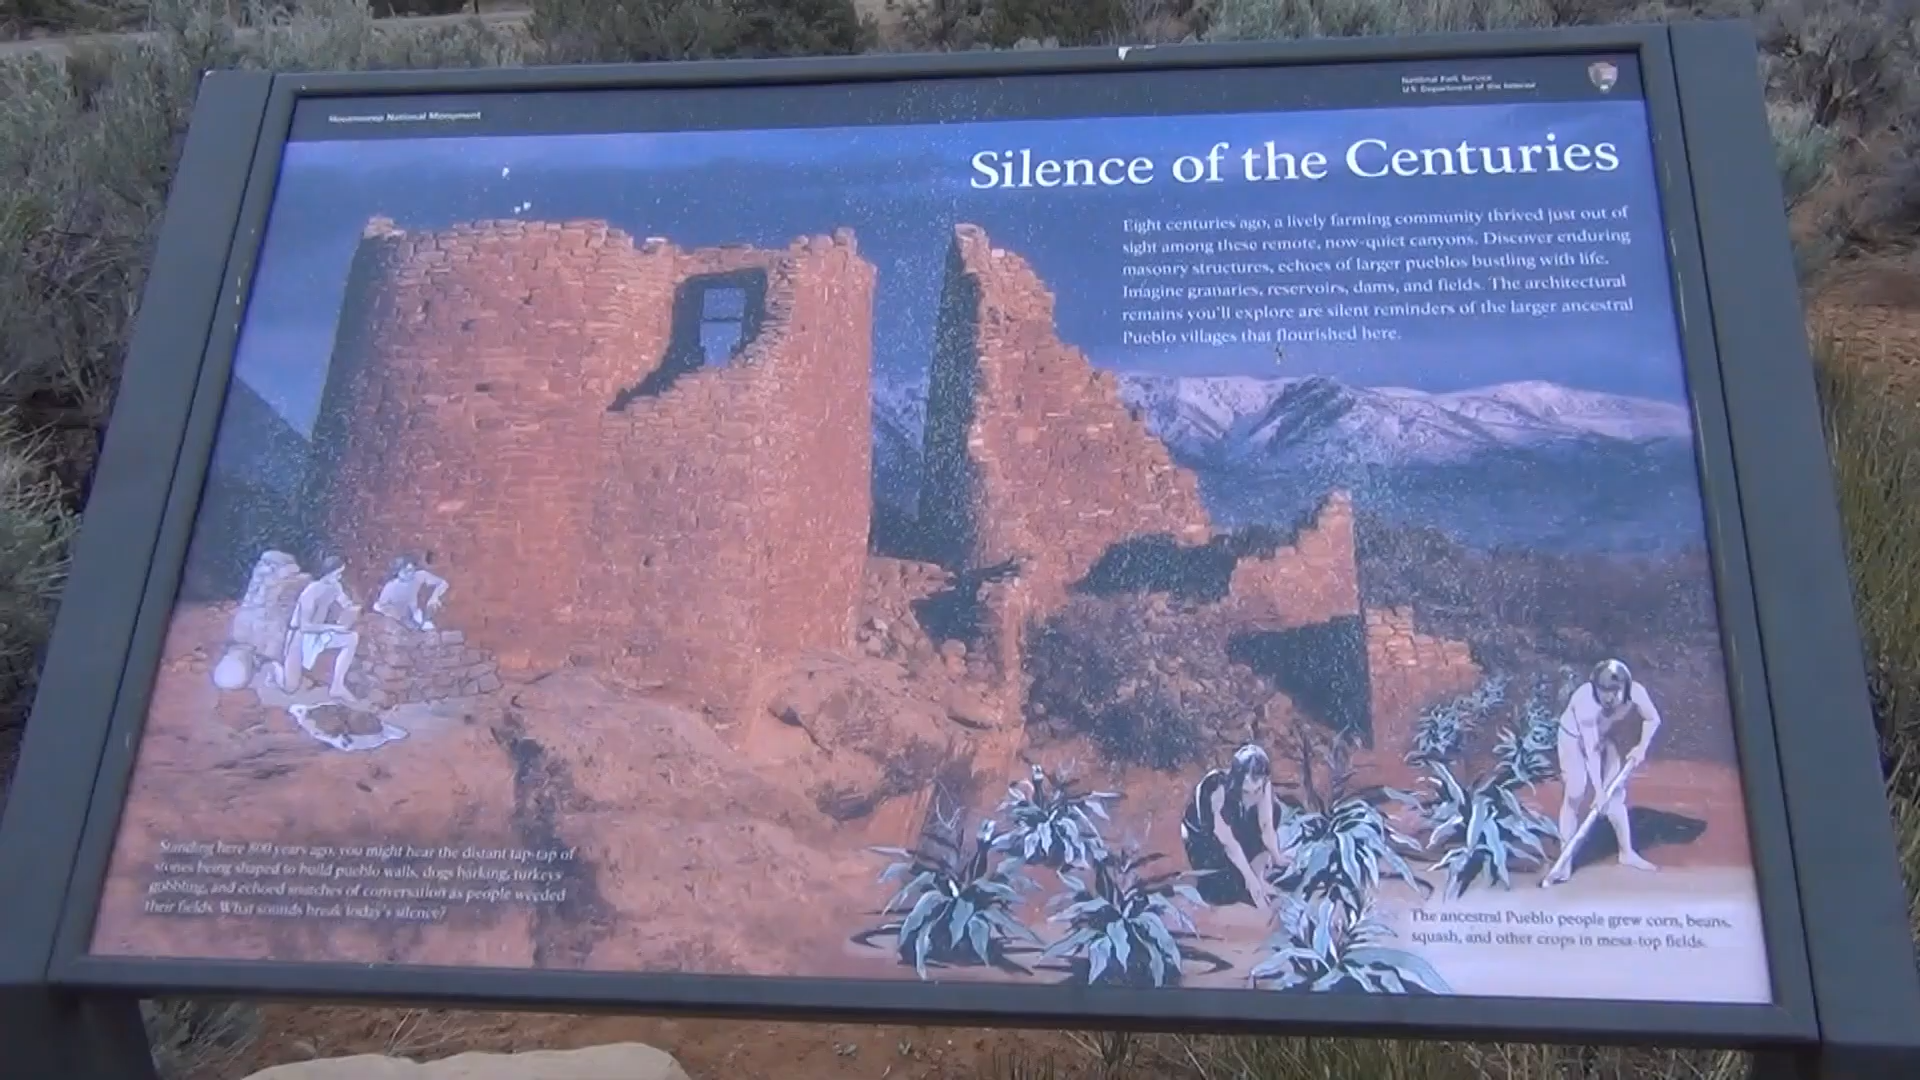 Hovenweep National Monument
National Park Service
U.S. Department of the Interior
Silence of the Centuries
Eight centuries ago, a lively farming community thrived just out of
sight among these remote, now-quiet canyons. Discover enduring
masonry structures, echoes of larger pueblos bustling with life.
Imagine granaries, reservoirs, dams, and fields. The architectural
remains you'll explore are silent reminders of the larger ancestral
Pueblo villages that flourished here.
Standing here 800 years ago, you might hear the distant tap-tap of
stones being shaped to build pueblo walls, dogs barking, turkeys
gobbling, and echoed snatches of conversation as people weeded
their fields. What sounds break today's silence?
The ancestral Pueblo people grew corn, beans,
squash, and other crops in mesa-top fields.